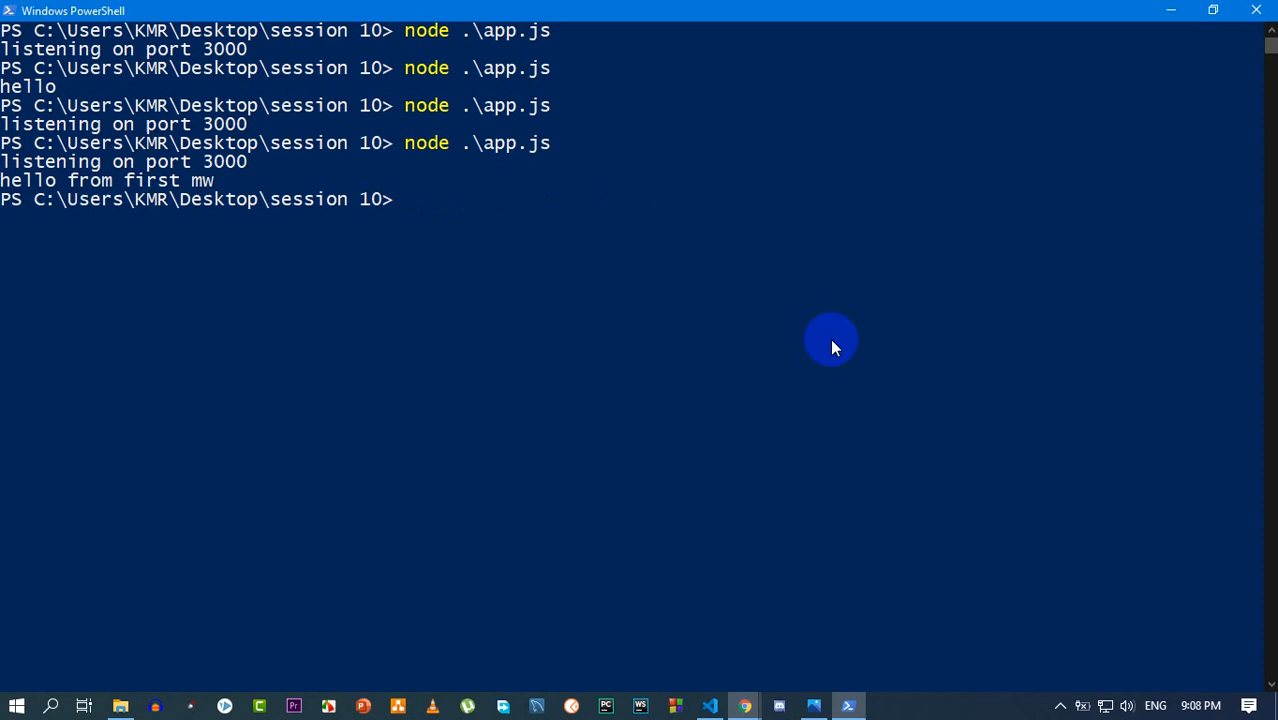 Windows PowerShell
PS C:\Users\KMR\Desktop\session 10> node .\app.js
listening on port 3000
PS C:\Users\KMR\Desktop\session 10> node .\app.js
hello
PS C:\Users\KMR\Desktop\session 10> node .\app.js
listening on port 3000
PS C:\Users\KMR\Desktop\session 10> node .\app.js
listening on port 3000
hello from first mw
PS C:\Users\KMR\Desktop\session 10>
C Pr P PC WS ENG 9:08 PM